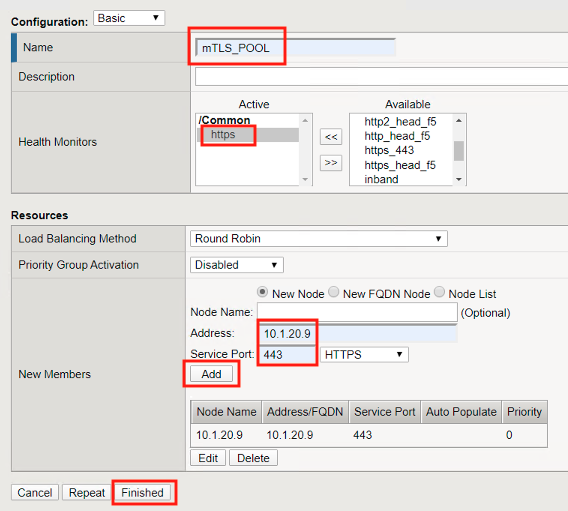 Configuration: Basic
Name mTLS_POOL
Description
Active Available
/Common
https
<<
>>
http2_head_f5
http_head_f5
https_443
https_head_f5
inband
Health Monitors
Resources
Load Balancing Method Round Robin
Priority Group Activation Disabled
New Node New FQDN Node Node List
Node Name: (Optional)
Address: 10.1.20.9
Service Port: 443 HTTPS
New Members
Add
Node Name Address/FQDN Service Port Auto Populate Priority
10.1.20.9 10.1.20.9 443 0
Edit Delete
Cancel Repeat Finished